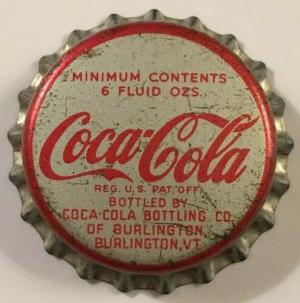 MINIMUM CONTENTS
6 FLUID OZS.
Coca-Cola
REG. U.S. PAT. OFF.
BOTTLED BY
COCA-COLA BOTTLING CO.
OF BURLINGTON
BURLINGTON, VT.